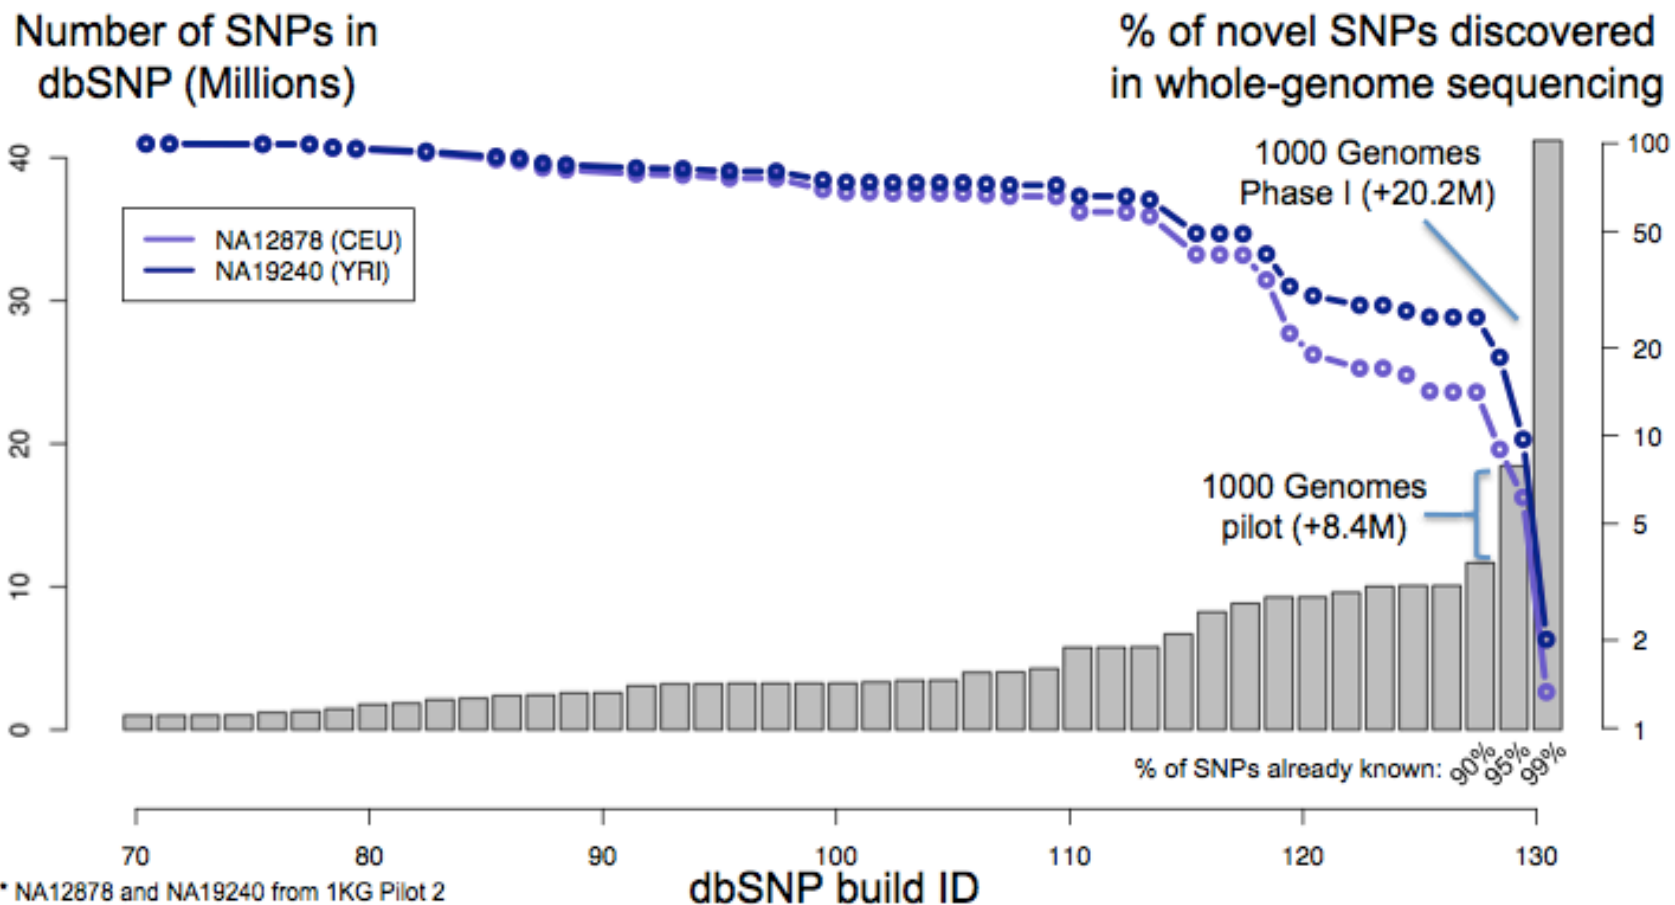 Number of SNPs in
dbSNP (Millions)
% of novel SNPs discovered
in whole-genome sequencing
40
30
20
10
0
NA12878 (CEU)
NA19240 (YRI)
1000 Genomes
Phase I (+20.2M)
1000 Genomes
pilot (+8.4M)
100
50
20
10
5
2
1
% of SNPs already known: 90% 95% 99%
70 80 90 100 110 120 130
dbSNP build ID
* NA12878 and NA19240 from 1KG Pilot 2